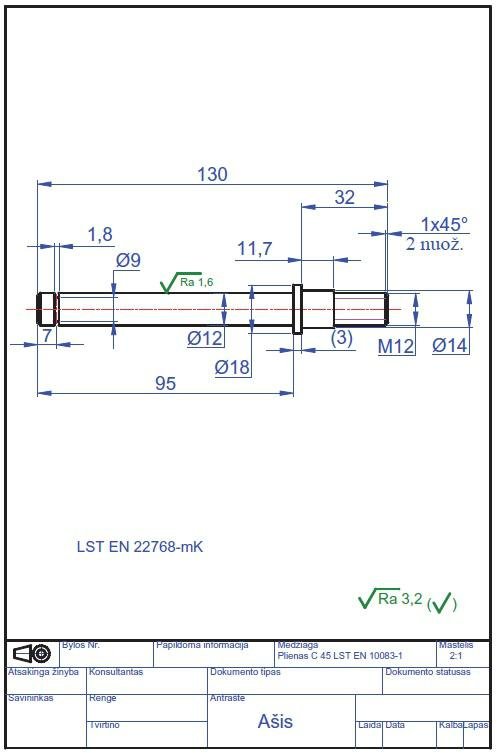 130
32
1x45°
2 nuož.
1,8
11,7
Ø9
Ra 1,6
7
Ø12
(3)
M12
Ø14
Ø18
95
LST EN 22768-mK
Ra 3,2 (✓)
Bylos Nr.
Papildoma informacija
Medžiaga
Plienas C 45 LST EN 10083-1
Mastelis
2:1
Atsakinga žinyba
Konsultantas
Dokumento tipas
Dokumento statusas
Savininkas
Rengė
Antraštė
Tvirtino
Ašis
Laida
Data
Kalba
Lapas